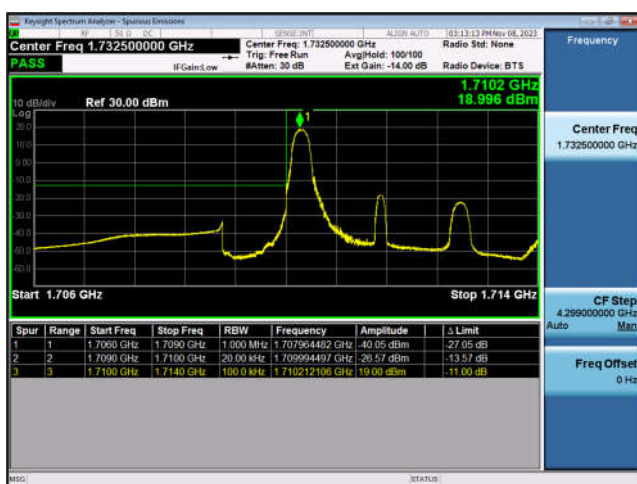 Keysight Spectrum Analyzer - Spurious Emissions
RF 50 Ω DC SENSE:INT ALIGN AUTO 03:13:13 PM Nov 08, 2023
Center Freq 1.732500000 GHz Center Freq: 1.732500000 GHz Radio Std: None Frequency
Trig: Free Run Avg|Hold: 100/100
PASS IFGain:Low #Atten: 30 dB Ext Gain: -14.00 dB Radio Device: BTS
1.7102 GHz
10 dB/div Ref 30.00 dBm 18.996 dBm
Log
20.0
1
10.0
0.00
-10.0
-20.0
-30.0
-40.0
-50.0
-60.0
Start 1.706 GHz Stop 1.714 GHz
Center Freq
1.732500000 GHz
CF Step
4.299000000 GHz
Auto Man
Freq Offset
0 Hz
Spur Range Start Freq Stop Freq RBW Frequency Amplitude Δ Limit
1 1 1.7060 GHz 1.7090 GHz 1.000 MHz 1.707964482 GHz -40.05 dBm -27.05 dB
2 2 1.7090 GHz 1.7100 GHz 20.00 kHz 1.709994497 GHz -26.57 dBm -13.57 dB
3 3 1.7100 GHz 1.7140 GHz 100.0 kHz 1.710212106 GHz 19.00 dBm -11.00 dB
MSG STATUS